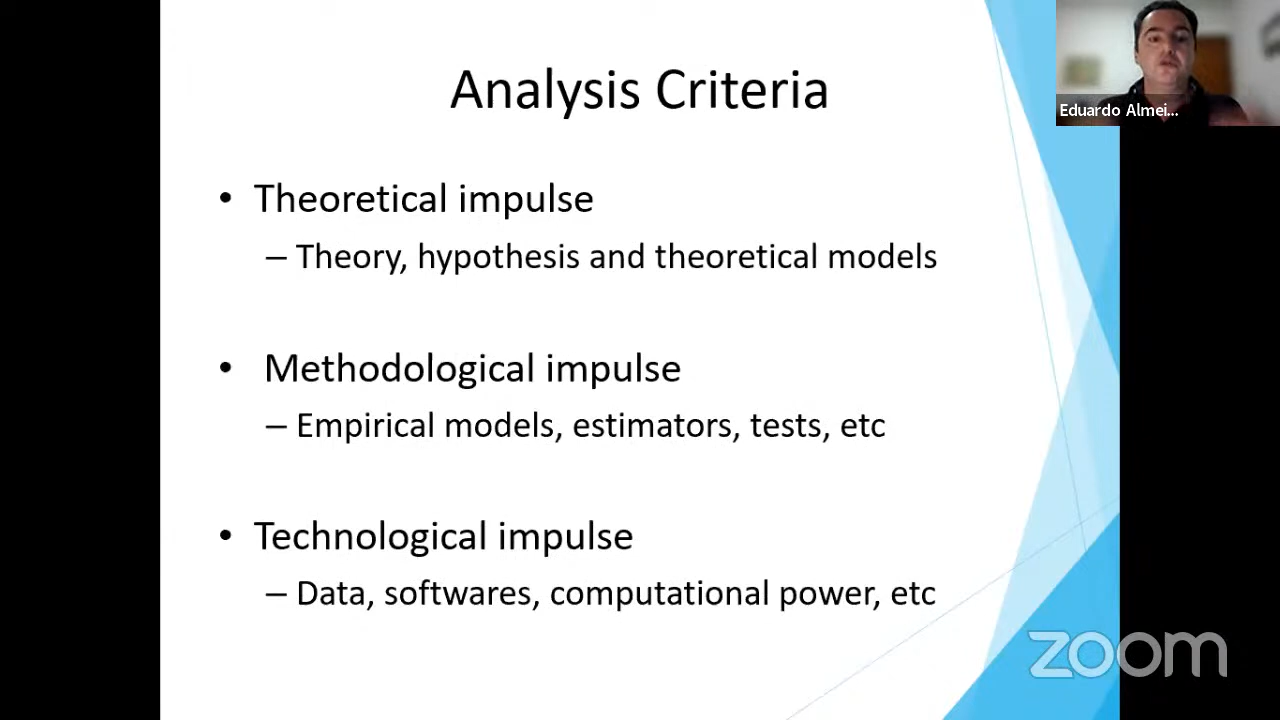 Analysis Criteria
• Theoretical impulse
– Theory, hypothesis and theoretical models
• Methodological impulse
– Empirical models, estimators, tests, etc
• Technological impulse
– Data, softwares, computational power, etc
Eduardo Almei...
zoom